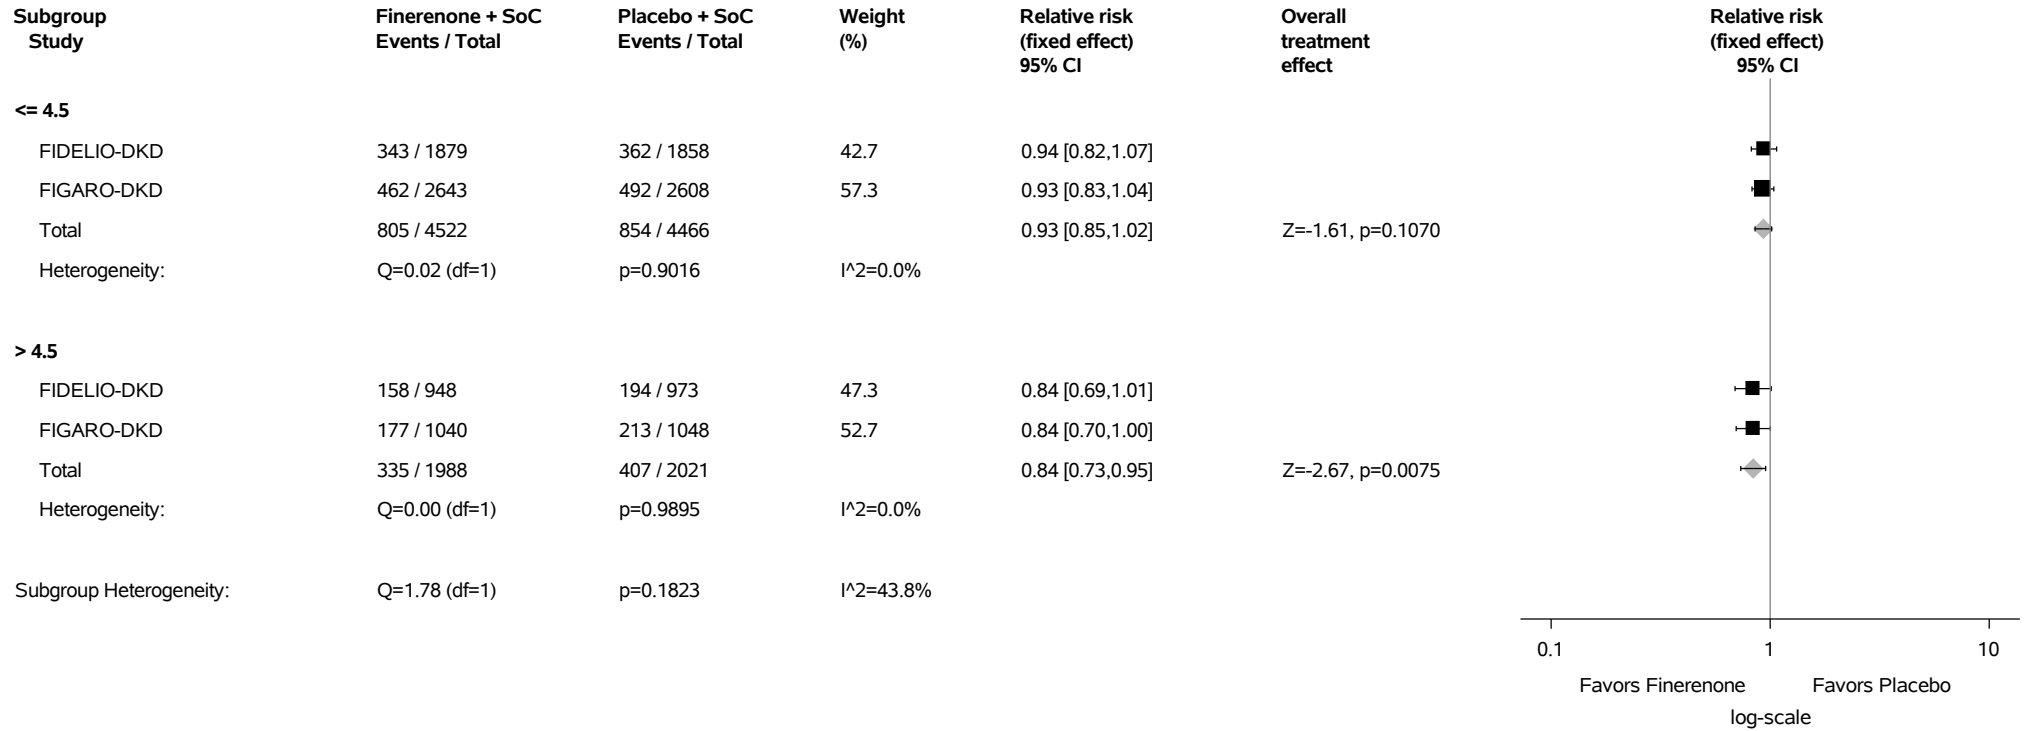 Subgroup Finerenone + SoC Placebo + SoC Weight Relative risk Overall Relative risk
Study Events / Total Events / Total (%) (fixed effect) treatment (fixed effect)
95% CI effect 95% CI
<= 4.5
FIDELIO-DKD 343 / 1879 362 / 1858 42.7 0.94 [0.82,1.07]
FIGARO-DKD 462 / 2643 492 / 2608 57.3 0.93 [0.83,1.04]
Total 805 / 4522 854 / 4466 0.93 [0.85,1.02] Z=-1.61, p=0.1070
Heterogeneity: Q=0.02 (df=1) p=0.9016 I^2=0.0%
> 4.5
FIDELIO-DKD 158 / 948 194 / 973 47.3 0.84 [0.69,1.01]
FIGARO-DKD 177 / 1040 213 / 1048 52.7 0.84 [0.70,1.00]
Total 335 / 1988 407 / 2021 0.84 [0.73,0.95] Z=-2.67, p=0.0075
Heterogeneity: Q=0.00 (df=1) p=0.9895 I^2=0.0%
Subgroup Heterogeneity: Q=1.78 (df=1) p=0.1823 I^2=43.8%
0.1 1 10
Favors Finerenone Favors Placebo
log-scale